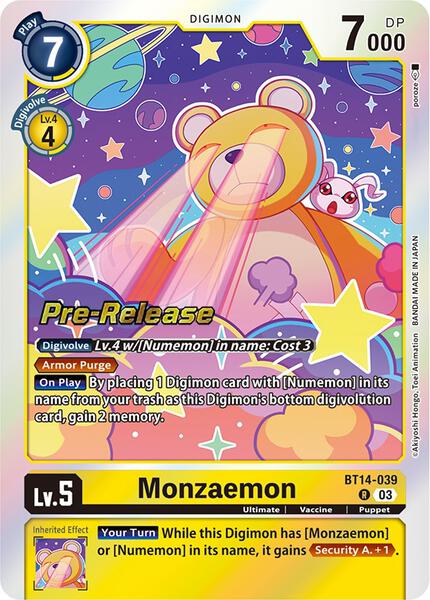 DIGIMON
Play
7
DP
7000
Digivolve
Lv.4
4
poroze
Pre-Release
Digivolve Lv.4 w/[Numemon] in name: Cost 3
Armor Purge
On Play By placing 1 Digimon card with [Numemon] in its
name from your trash as this Digimon's bottom digivolution
card, gain 2 memory.
©Akiyoshi Hongo, Toei Animation BANDAI MADE IN JAPAN
BT14-039
Lv.5
Monzaemon
R 03
Ultimate | Vaccine | Puppet
Inherited Effect
Your Turn While this Digimon has [Monzaemon]
or [Numemon] in its name, it gains Security A. +1.